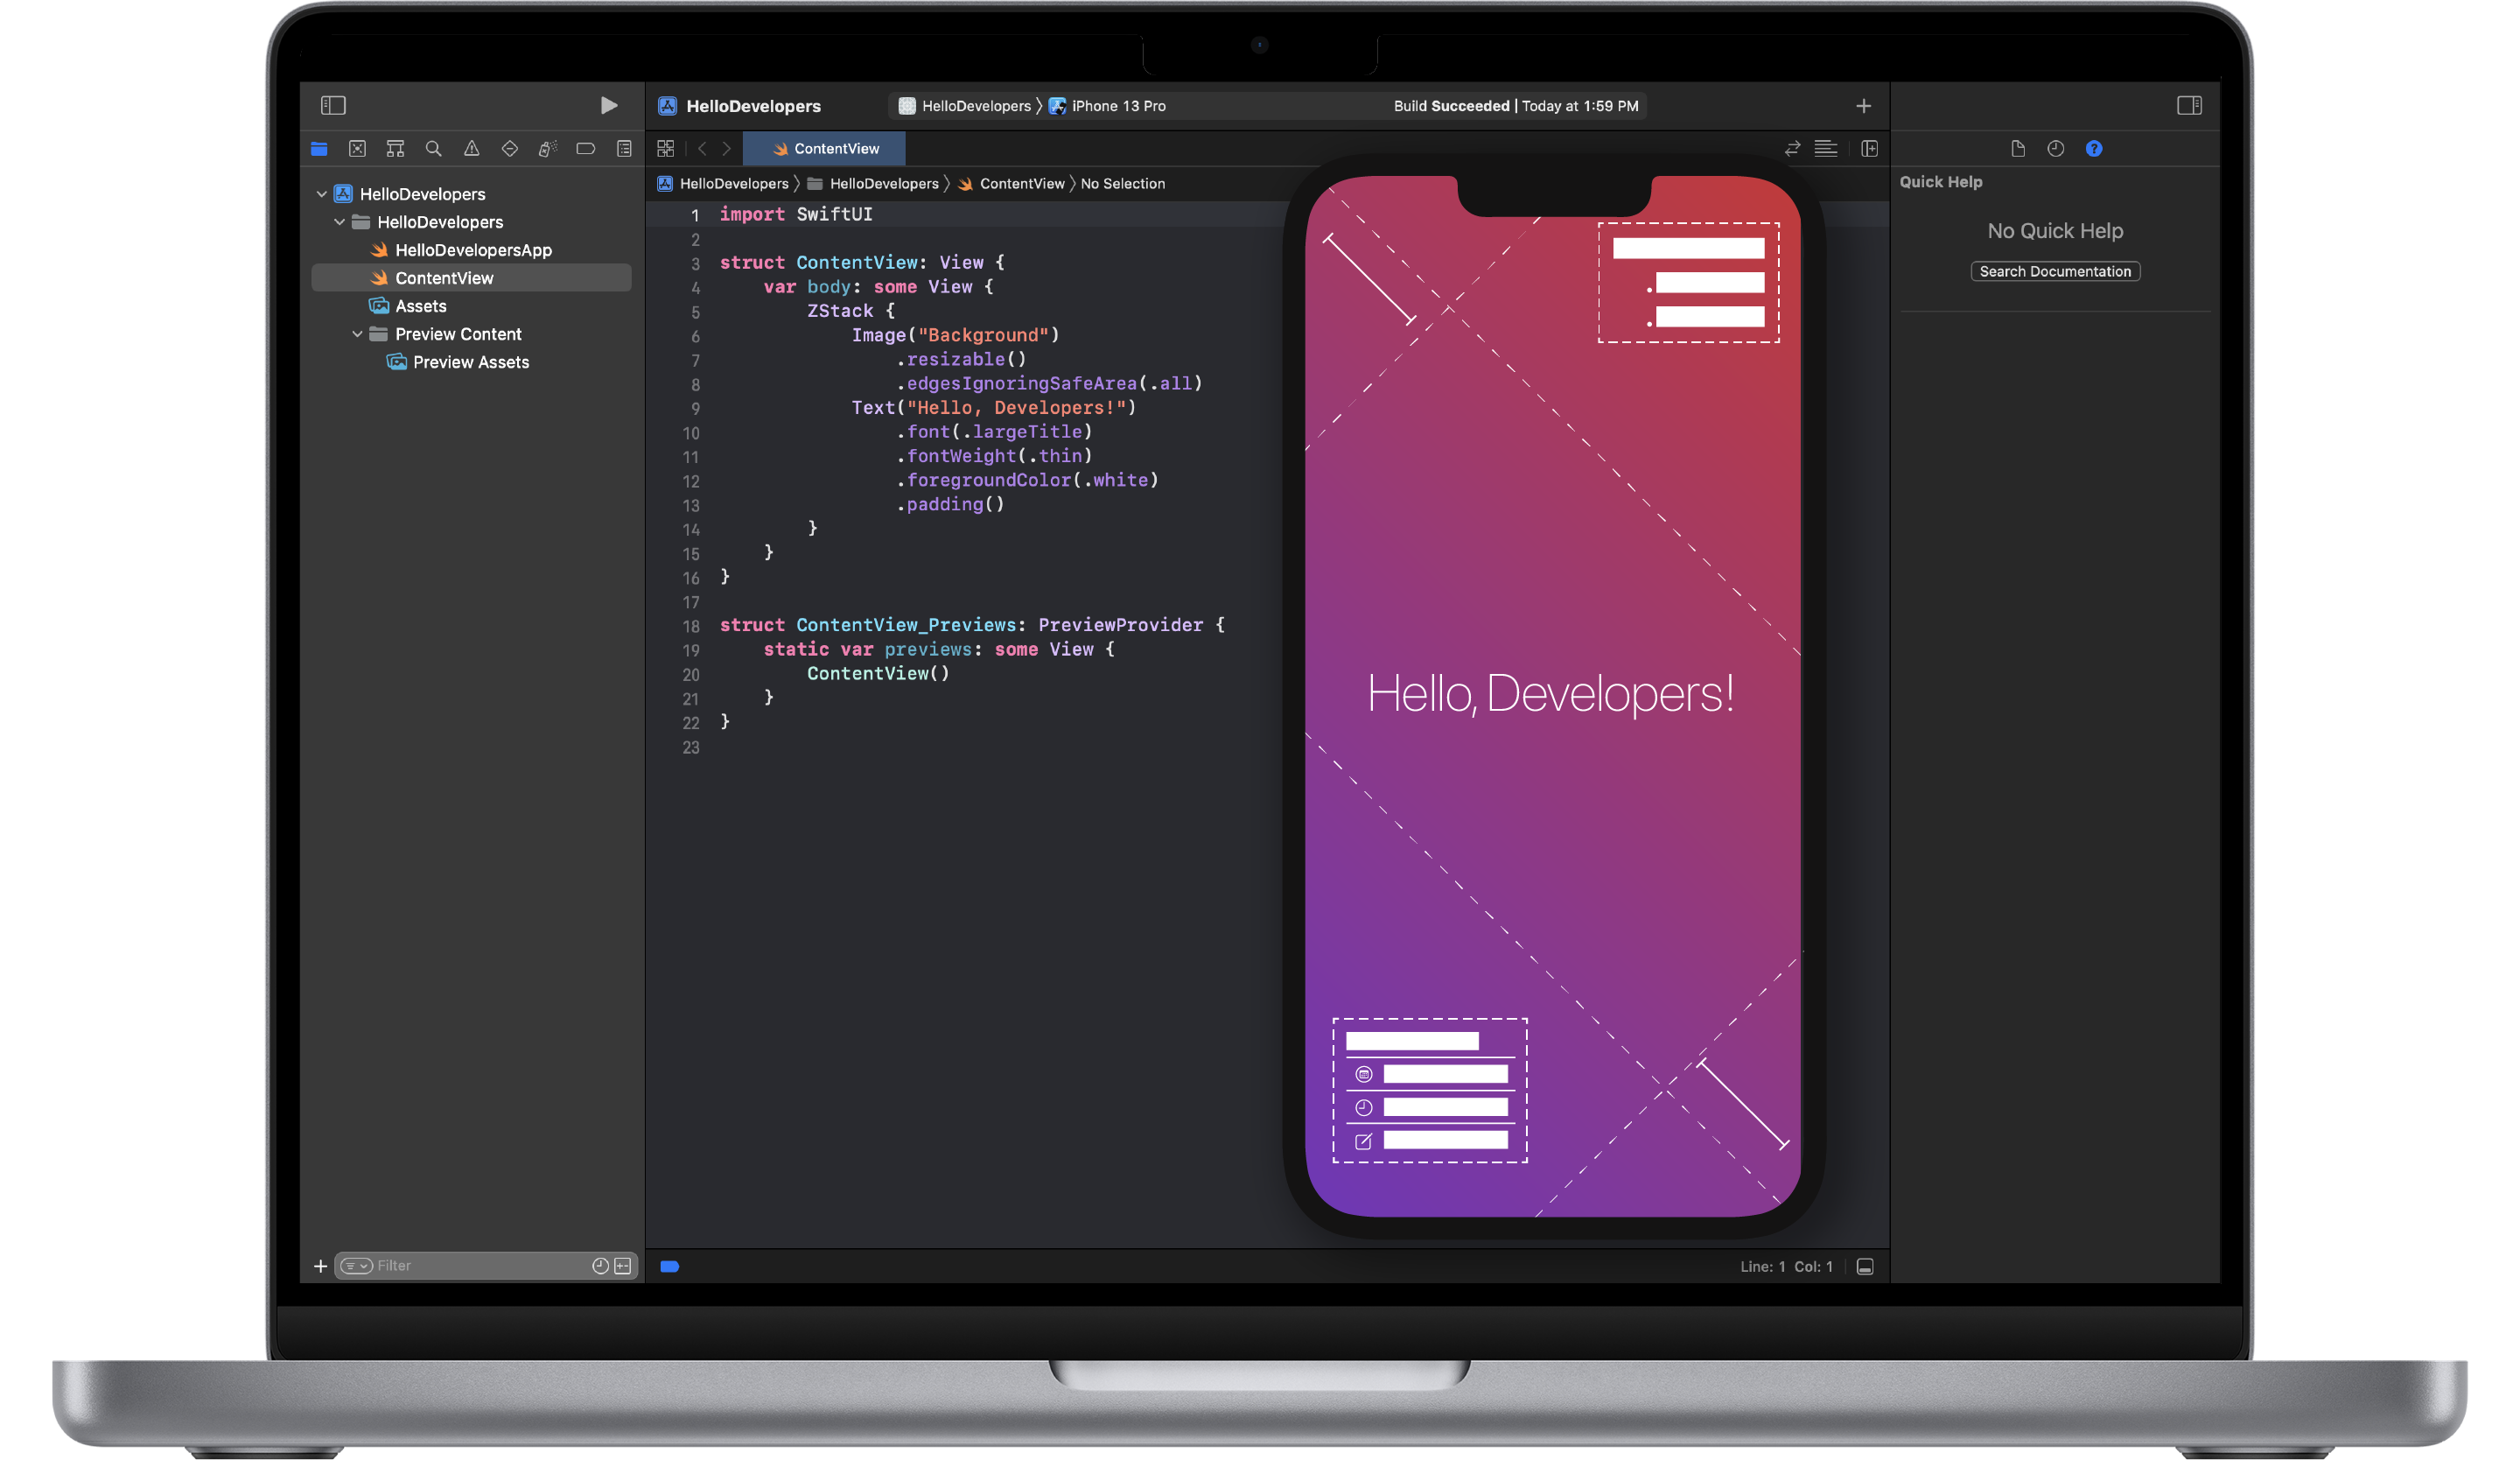 HelloDevelopers
HelloDevelopers
HelloDevelopersApp
ContentView
Assets
Preview Content
Preview Assets
Filter
HelloDevelopers
HelloDevelopers 〉 iPhone 13 Pro
Build Succeeded | Today at 1:59 PM
ContentView
HelloDevelopers 〉 HelloDevelopers 〉 ContentView 〉 No Selection
1 import SwiftUI
2
3 struct ContentView: View {
4     var body: some View {
5         ZStack {
6             Image("Background")
7                 .resizable()
8                 .edgesIgnoringSafeArea(.all)
9             Text("Hello, Developers!")
10                 .font(.largeTitle)
11                 .fontWeight(.thin)
12                 .foregroundColor(.white)
13                 .padding()
14         }
15     }
16 }
17
18 struct ContentView_Previews: PreviewProvider {
19     static var previews: some View {
20         ContentView()
21     }
22 }
23
Hello, Developers!
Line: 1 Col: 1
Quick Help
No Quick Help
Search Documentation